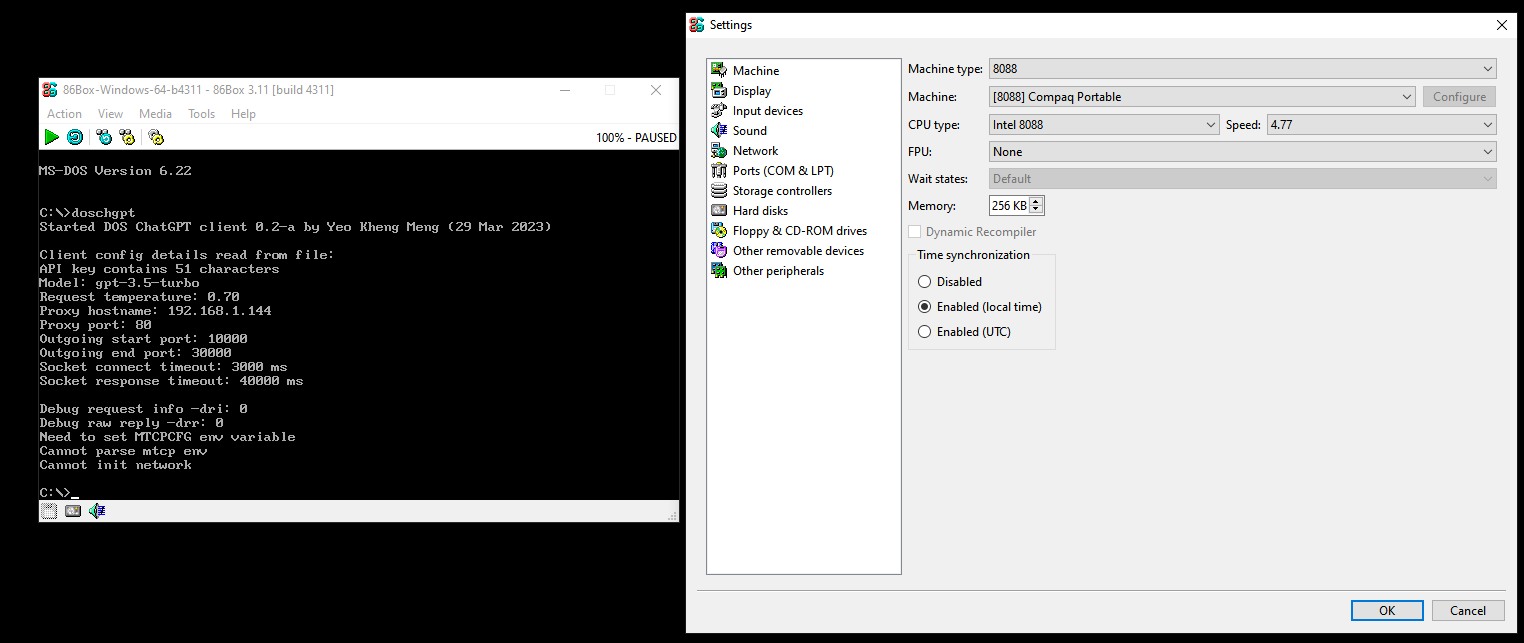 86Box-Windows-64-b4311 - 86Box 3.11 [build 4311]
Action View Media Tools Help
100% - PAUSED
MS-DOS Version 6.22
C:\>doschgpt
Started DOS ChatGPT client 0.2-a by Yeo Kheng Meng (29 Mar 2023)
Client config details read from file:
API key contains 51 characters
Model: gpt-3.5-turbo
Request temperature: 0.70
Proxy hostname: 192.168.1.144
Proxy port: 80
Outgoing start port: 10000
Outgoing end port: 30000
Socket connect timeout: 3000 ms
Socket response timeout: 40000 ms
Debug request info -dri: 0
Debug raw reply -drr: 0
Need to set MTCPCFG env variable
Cannot parse mtcp env
Cannot init network
C:\>_
Settings
Machine
Display
Input devices
Sound
Network
Ports (COM & LPT)
Storage controllers
Hard disks
Floppy & CD-ROM drives
Other removable devices
Other peripherals
Machine type: 8088
Machine: [8088] Compaq Portable Configure
CPU type: Intel 8088 Speed: 4.77
FPU: None
Wait states: Default
Memory: 256 KB
Dynamic Recompiler
Time synchronization
Disabled
Enabled (local time)
Enabled (UTC)
OK Cancel